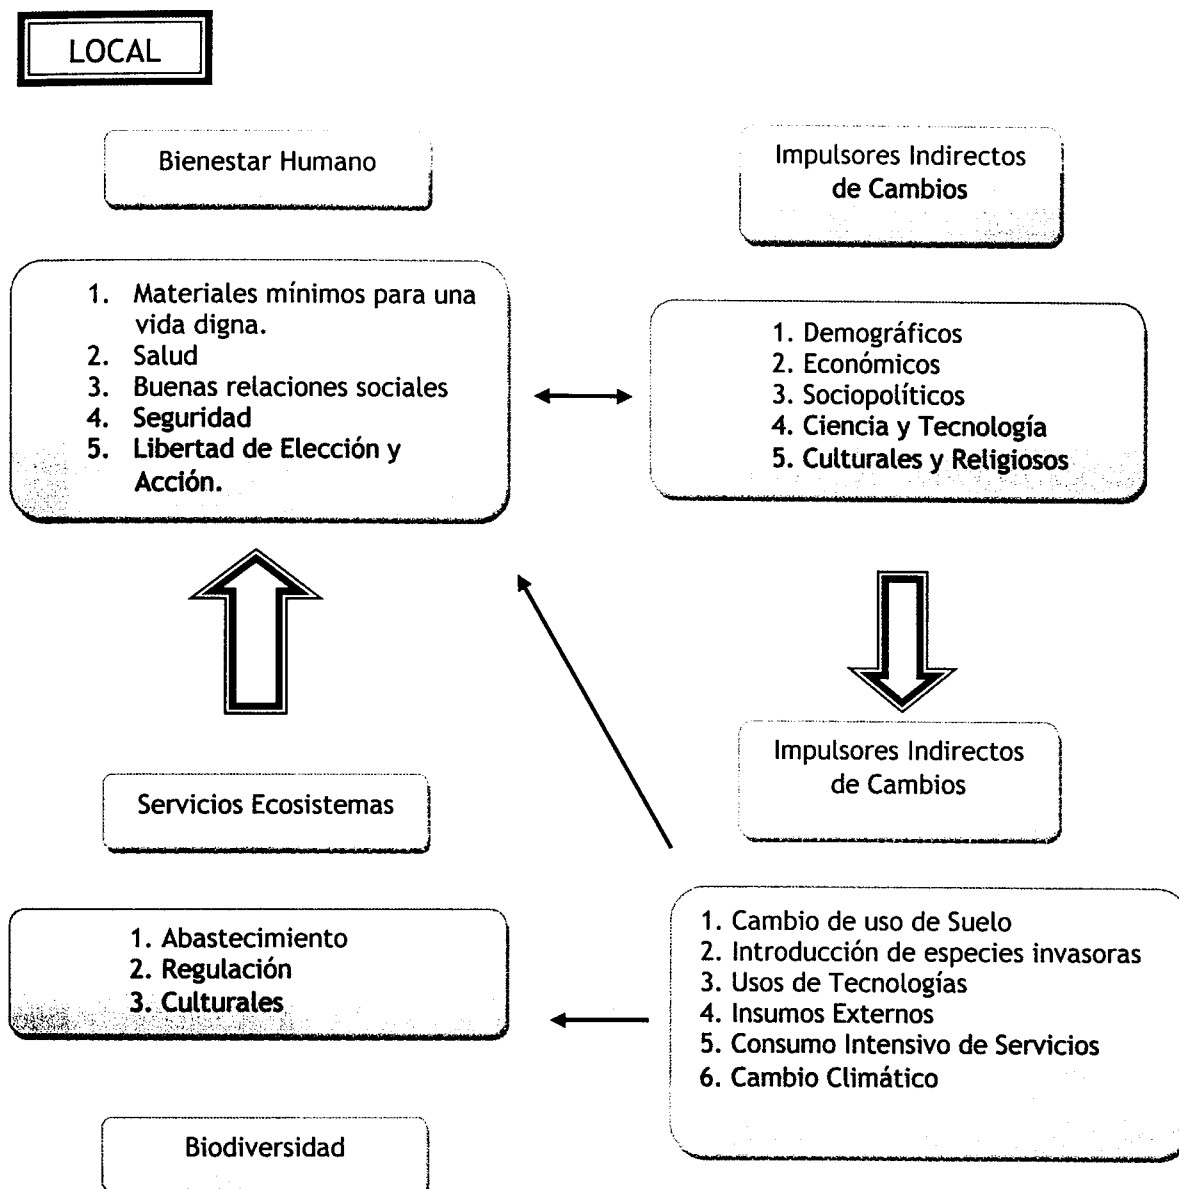 LOCAL
Bienestar Humano
Impulsores Indirectos
de Cambios
1. Materiales mínimos para una
vida digna.
2. Salud
3. Buenas relaciones sociales
4. Seguridad
5. Libertad de Elección y
Acción.
1. Demográficos
2. Económicos
3. Sociopolíticos
4. Ciencia y Tecnología
5. Culturales y Religiosos
Impulsores Indirectos
de Cambios
Servicios Ecosistemas
1. Abastecimiento
2. Regulación
3. Culturales
1. Cambio de uso de Suelo
2. Introducción de especies invasoras
3. Usos de Tecnologías
4. Insumos Externos
5. Consumo Intensivo de Servicios
6. Cambio Climático
Biodiversidad